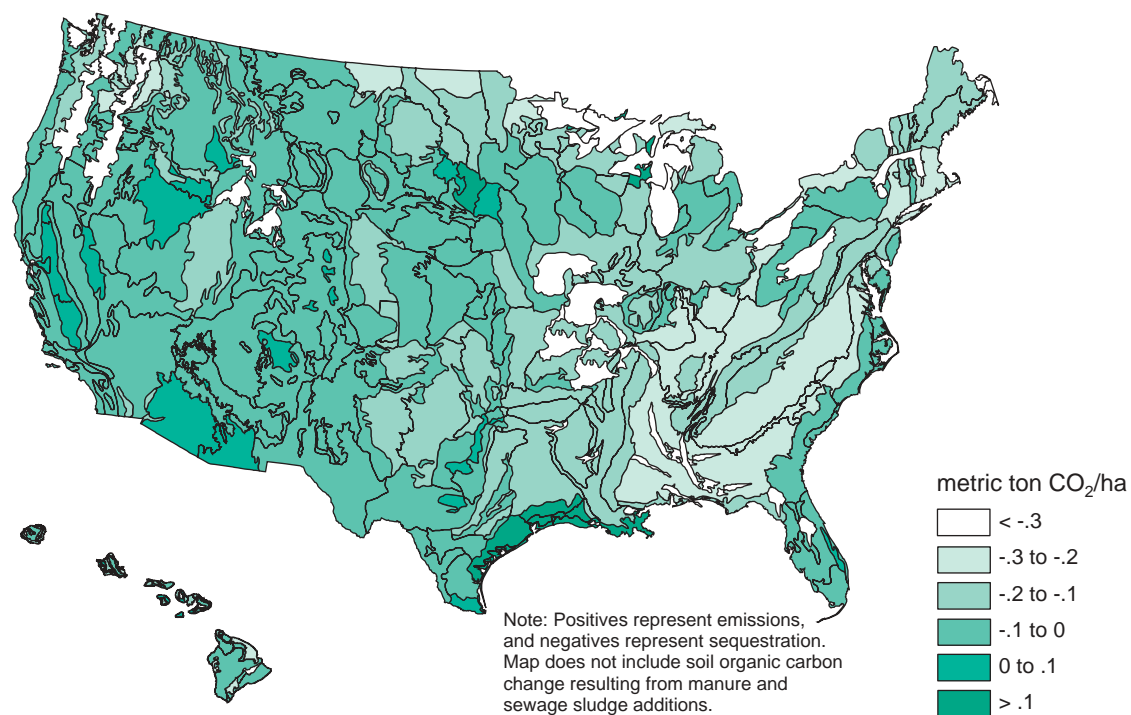 metric ton CO₂/ha
< -.3
-.3 to -.2
-.2 to -.1
-.1 to 0
0 to .1
> .1
Note: Positives represent emissions,
and negatives represent sequestration.
Map does not include soil organic carbon
change resulting from manure and
sewage sludge additions.